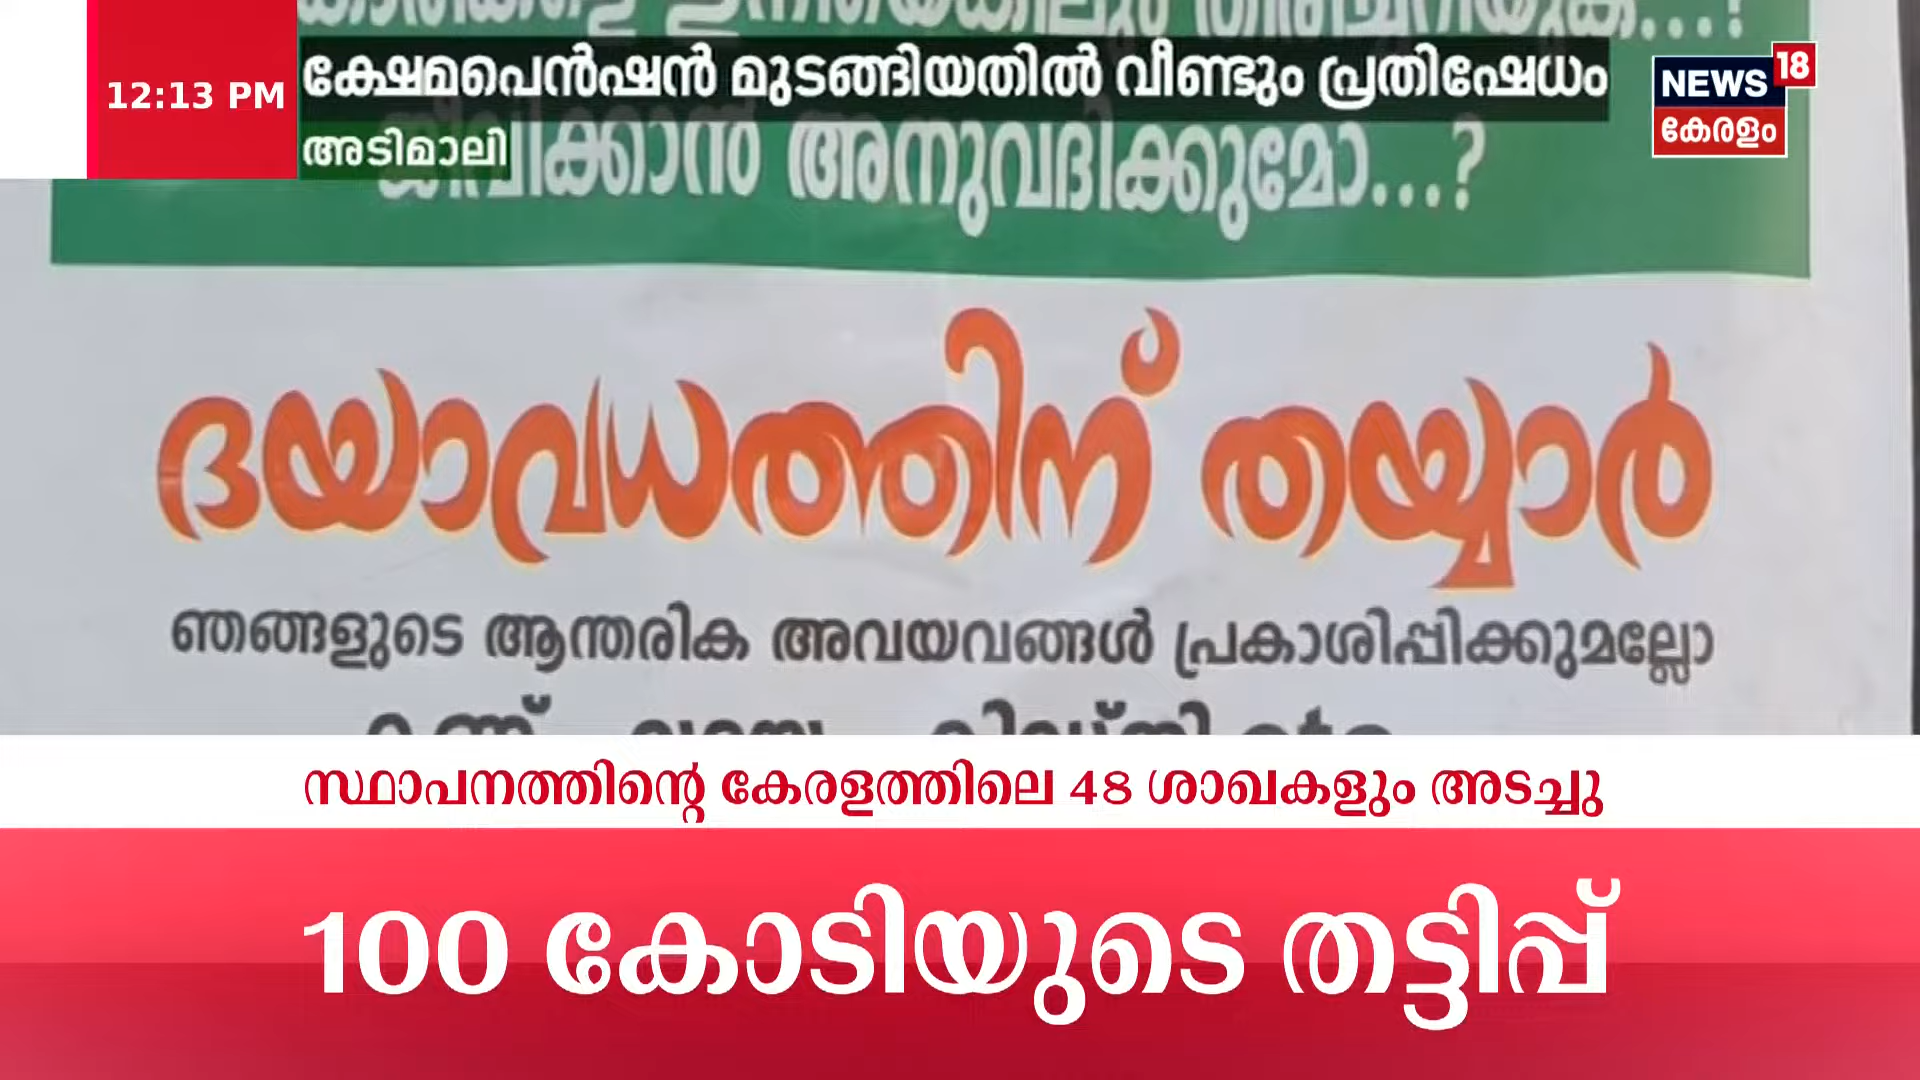 12:13 PM
ക്ഷേമപെൻഷൻ മുടങ്ങിയതിൽ വീണ്ടും പ്രതിഷേധം
അടിമാലി
NEWS 18
കേരളം
ജീവിക്കാൻ അനുവദിക്കുമോ...?
ദയാവധത്തിന് തയ്യാർ
ഞങ്ങളുടെ ആന്തരിക അവയവങ്ങൾ പ്രകാശിപ്പിക്കുമല്ലോ
സ്ഥാപനത്തിന്റെ കേരളത്തിലെ 48 ശാഖകളും അടച്ചു
100 കോടിയുടെ തട്ടിപ്പ്